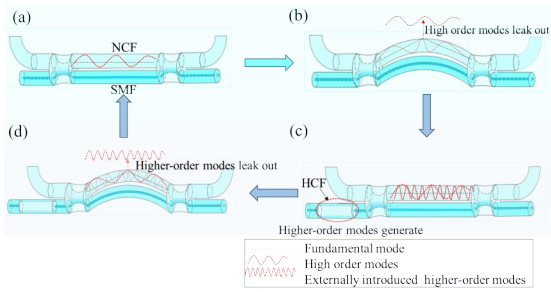 (a)
NCF
SMF
(b)
High order modes leak out
(d)
Higher-order modes leak out
(c)
HCF
Higher-order modes generate
Fundamental mode
High order modes
Externally introduced higher-order modes